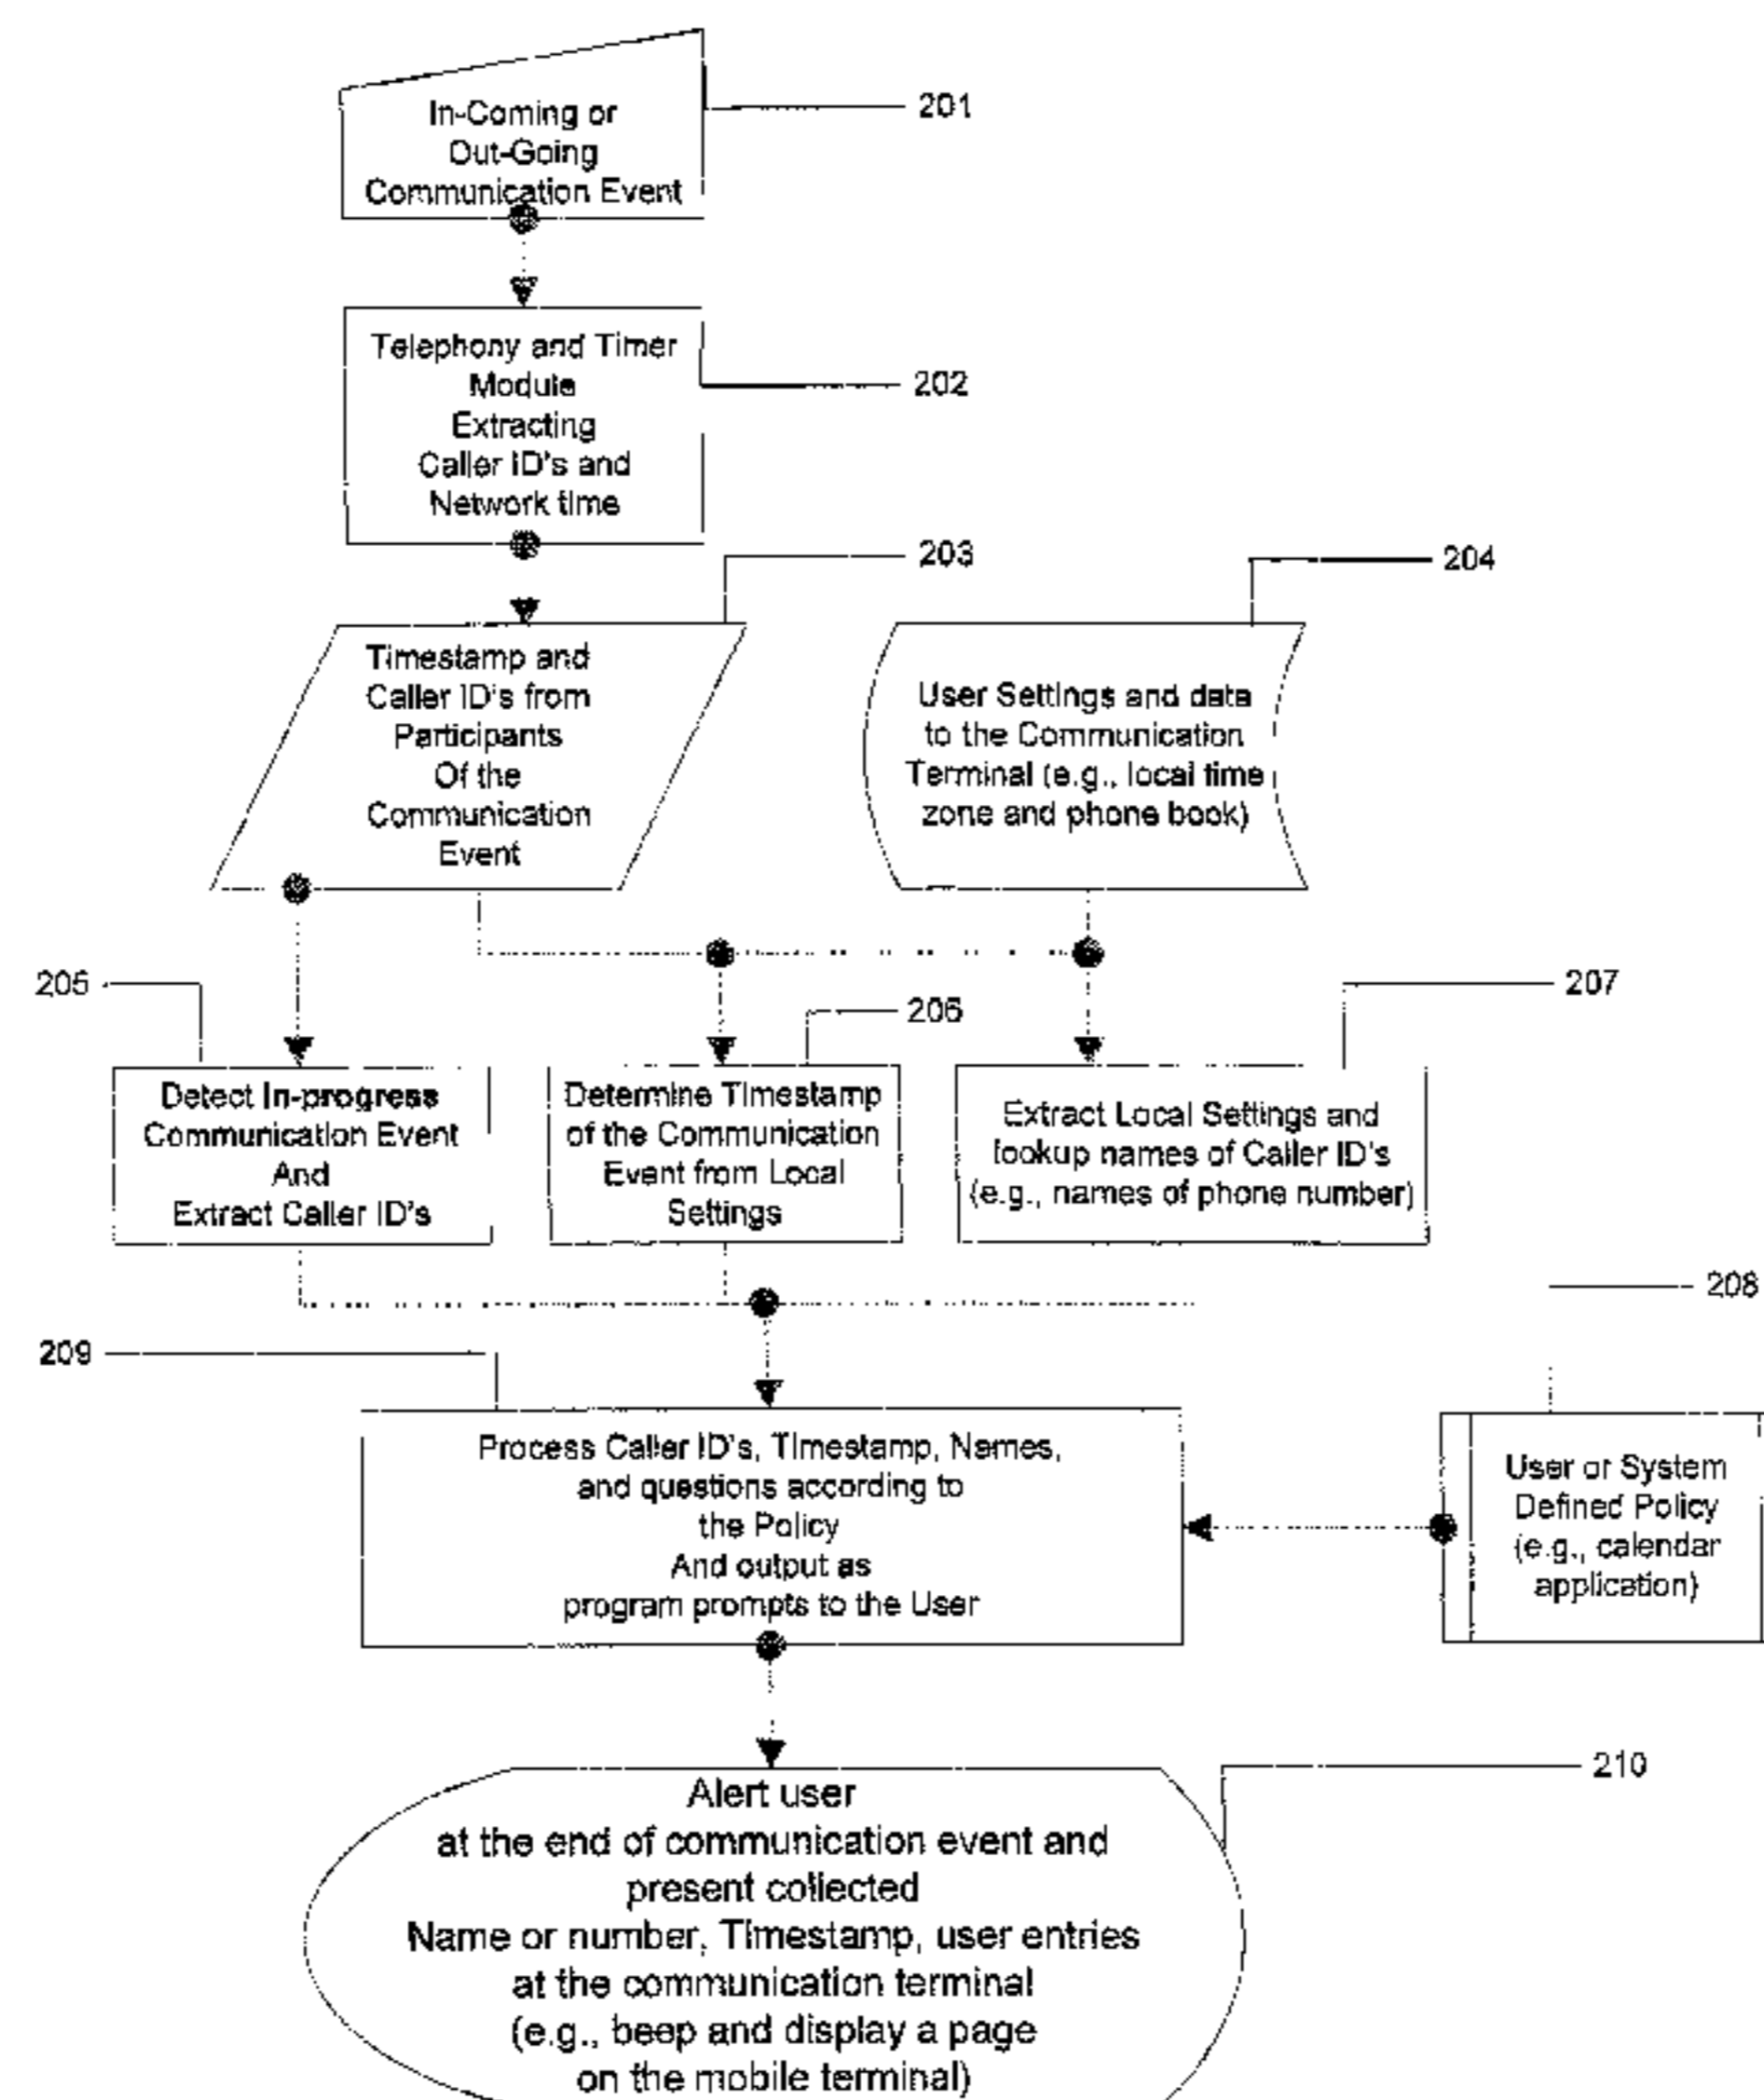 In-Coming or
Out-Going
Communication Event
201
Telephony and Timer
Module
Extracting
Caller ID's and
Network time
202
203
204
Timestamp and
Caller ID's from
Participants
Of the
Communication
Event
User Settings and data
to the Communication
Terminal (e.g., local time
zone and phone book)
205
206
207
Detect In-progress
Communication Event
And
Extract Caller ID's
Determine Timestamp
of the Communication
Event from Local
Settings
Extract Local Settings and
lookup names of Caller ID's
(e.g., names of phone number)
208
209
Process Caller ID's, Timestamp, Names,
and questions according to
the Policy
And output as
program prompts to the User
User or System
Defined Policy
(e.g., calendar
application)
210
Alert user
at the end of communication event and
present collected
Name or number, Timestamp, user entries
at the communication terminal
(e.g., beep and display a page
on the mobile terminal)